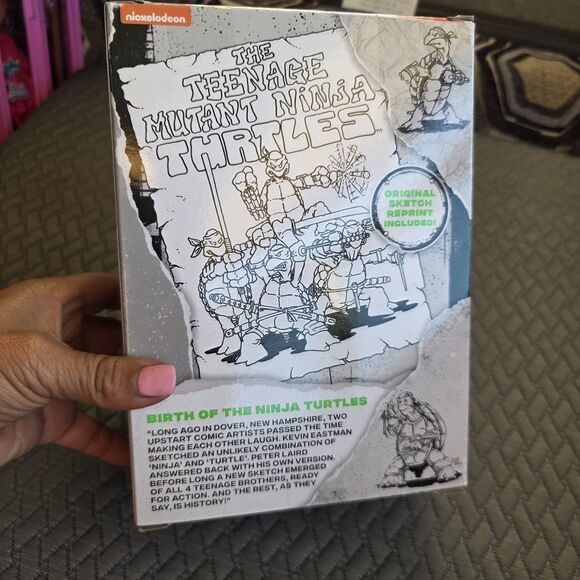 nickelodeon
THE
TEENAGE
MUTANT NINJA
TURTLES™
ORIGINAL
SKETCH
REPRINT
INCLUDED!
BIRTH OF THE NINJA TURTLES
"LONG AGO IN DOVER, NEW HAMPSHIRE, TWO
UPSTART COMIC ARTISTS PASSED THE TIME
MAKING EACH OTHER LAUGH. KEVIN EASTMAN
SKETCHED AN UNLIKELY COMBINATION OF
'NINJA' AND 'TURTLE'. PETER LAIRD
ANSWERED BACK WITH HIS OWN VERSION.
BEFORE LONG A NEW SKETCH EMERGED
OF ALL 4 TEENAGE BROTHERS, READY
FOR ACTION. AND THE REST, AS THEY
SAY, IS HISTORY!"